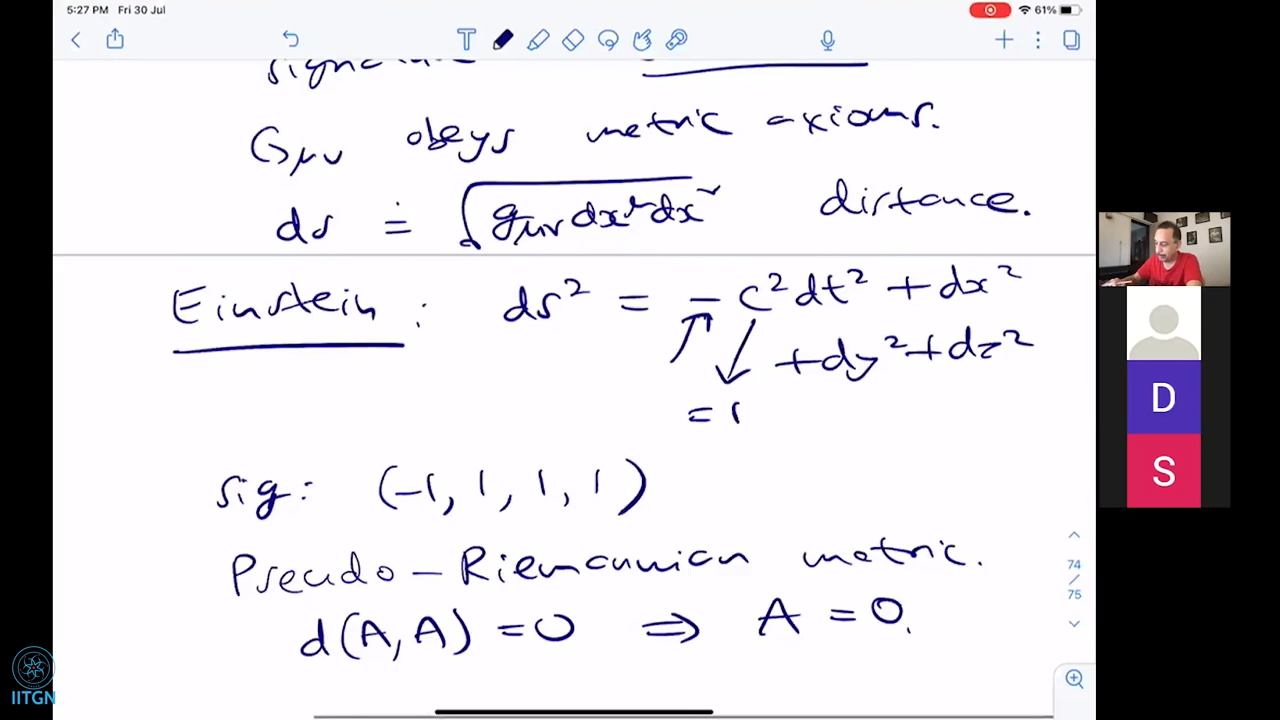 5:27 PM Fri 30 Jul
61%
signature
Gμν obeys metric axioms.
ds ≐ √(gμν dx^μ dx^ν) distance.
Einstein : ds² = - c²dt² + dx²
+dy²+dz²
= 1
sig: (-1, 1, 1, 1)
Pseudo - Riemannian metric.
d(A, A) = 0 ⇒ A = 0.
74
/
75
D
S
IITGN